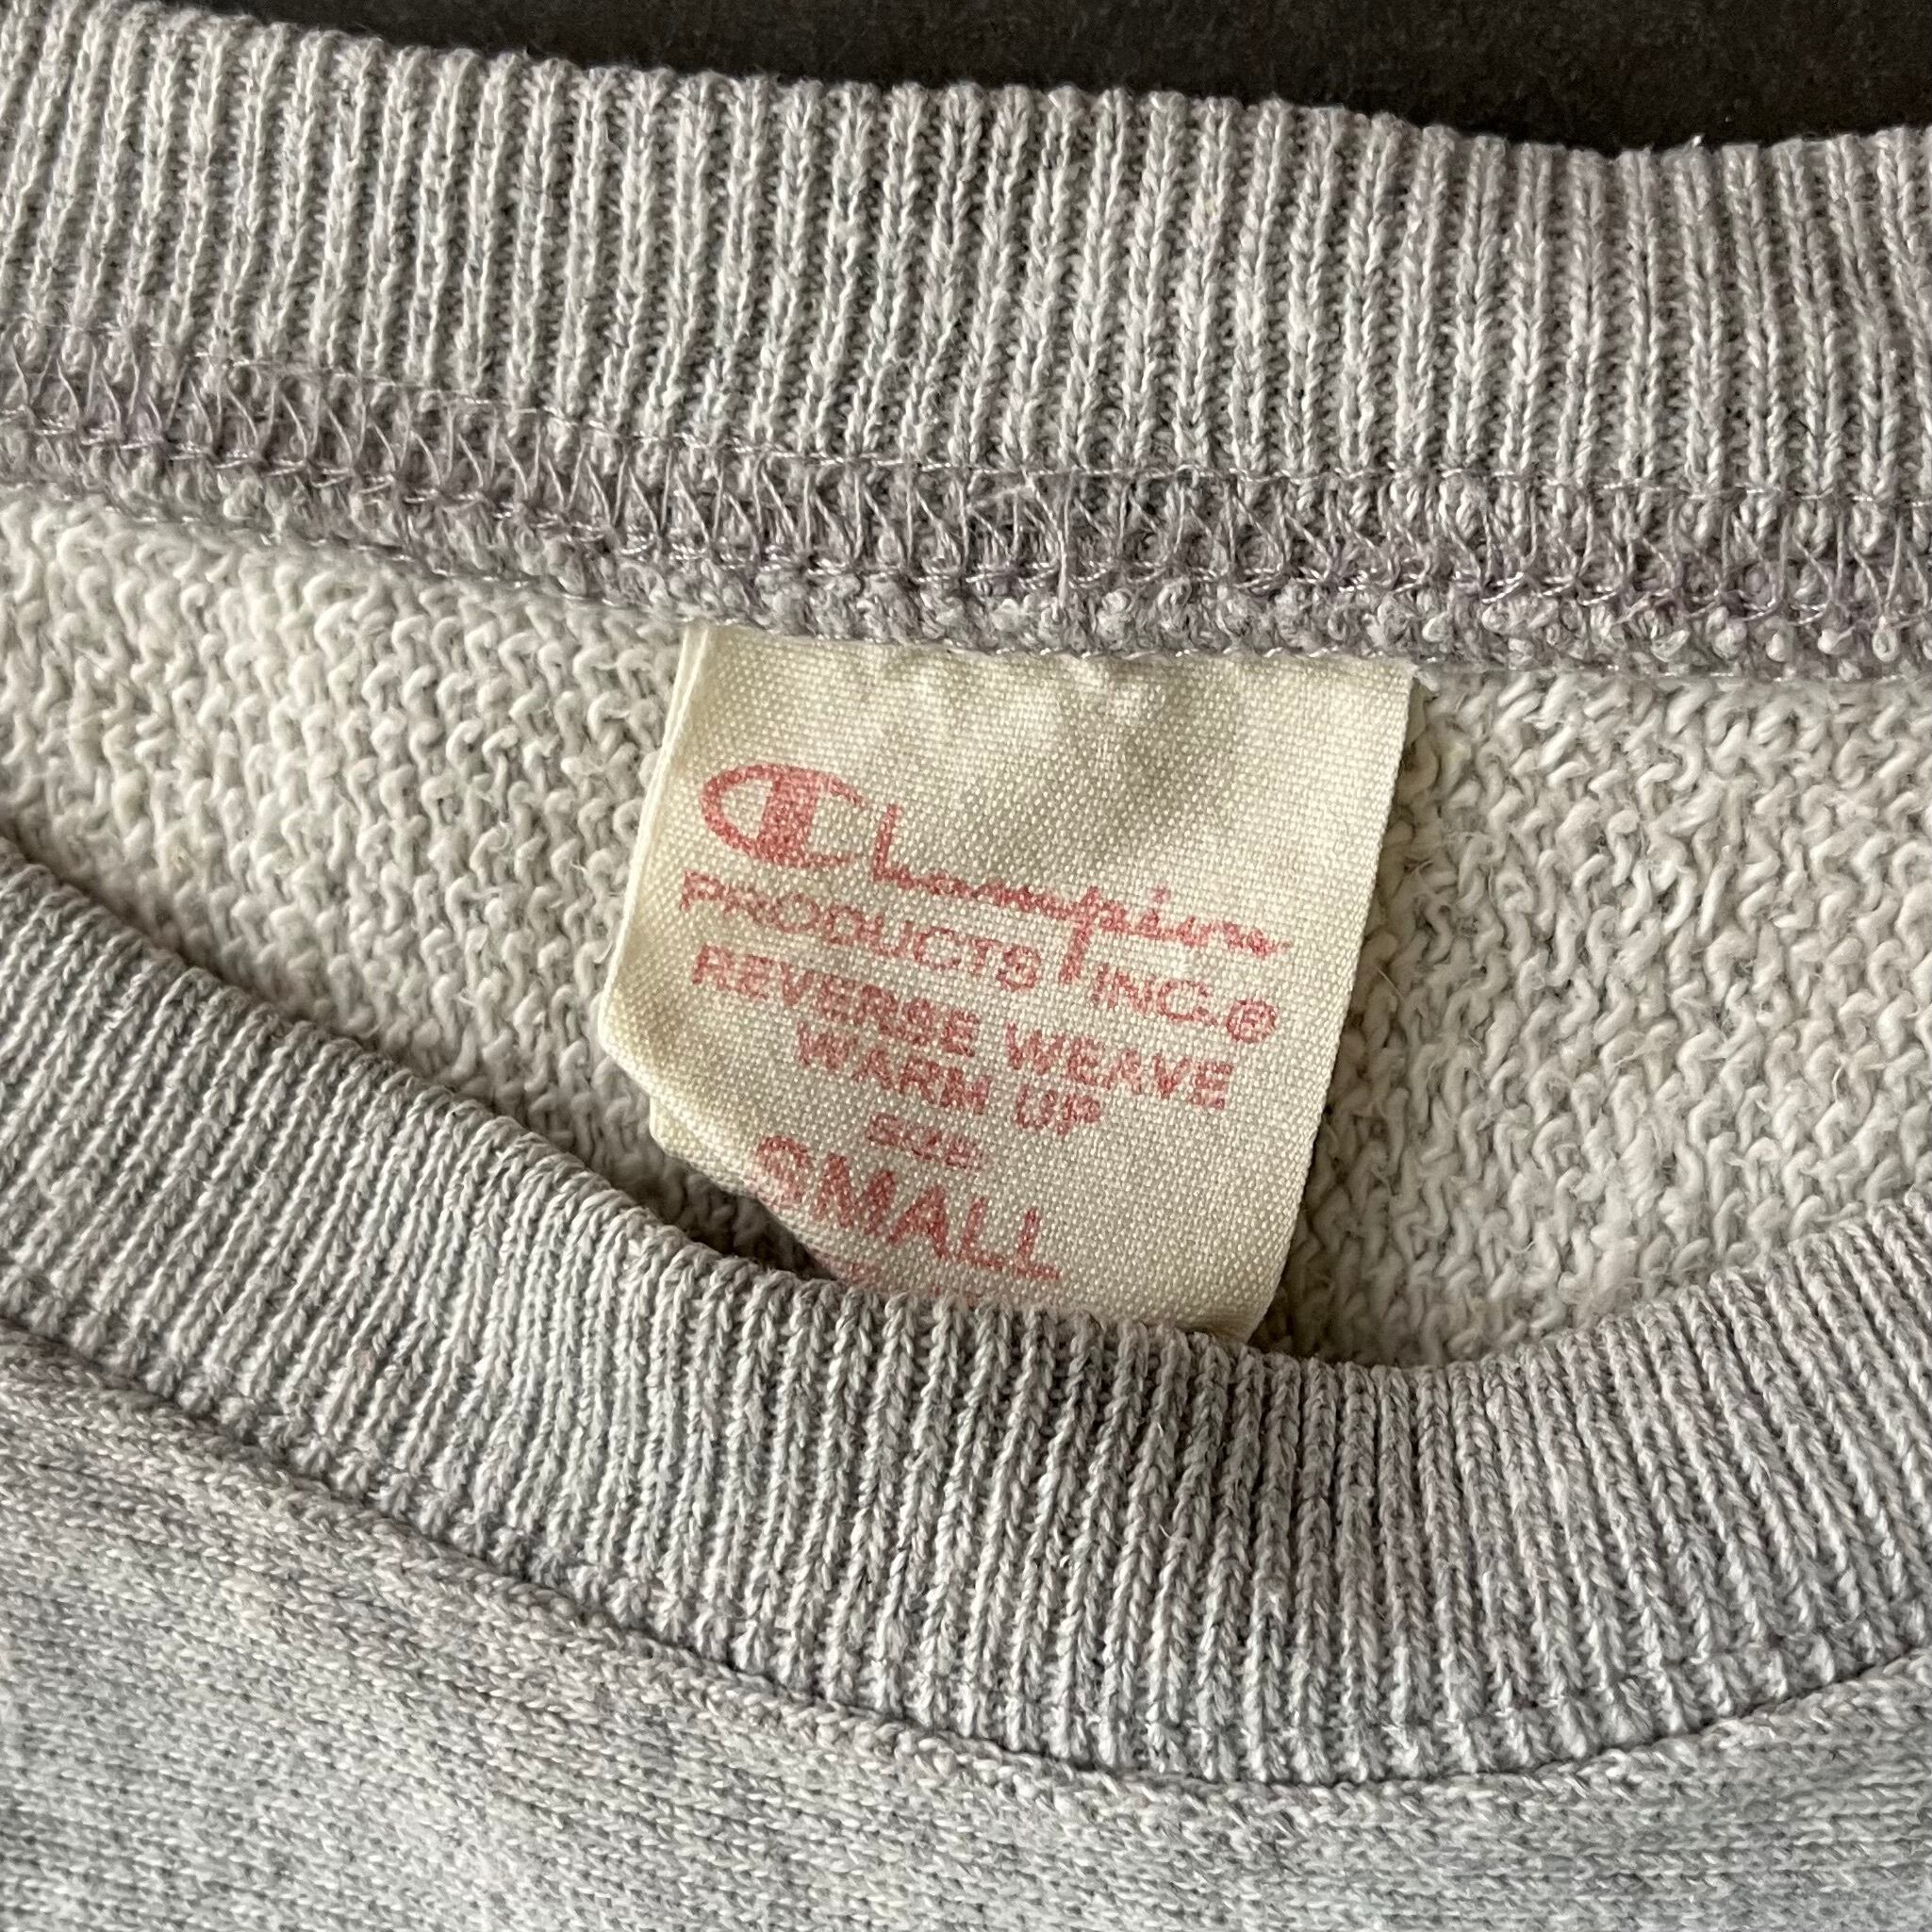 Champion
PRODUCTS INC.®
REVERSE WEAVE
WARM UP
SIZE:
SMALL